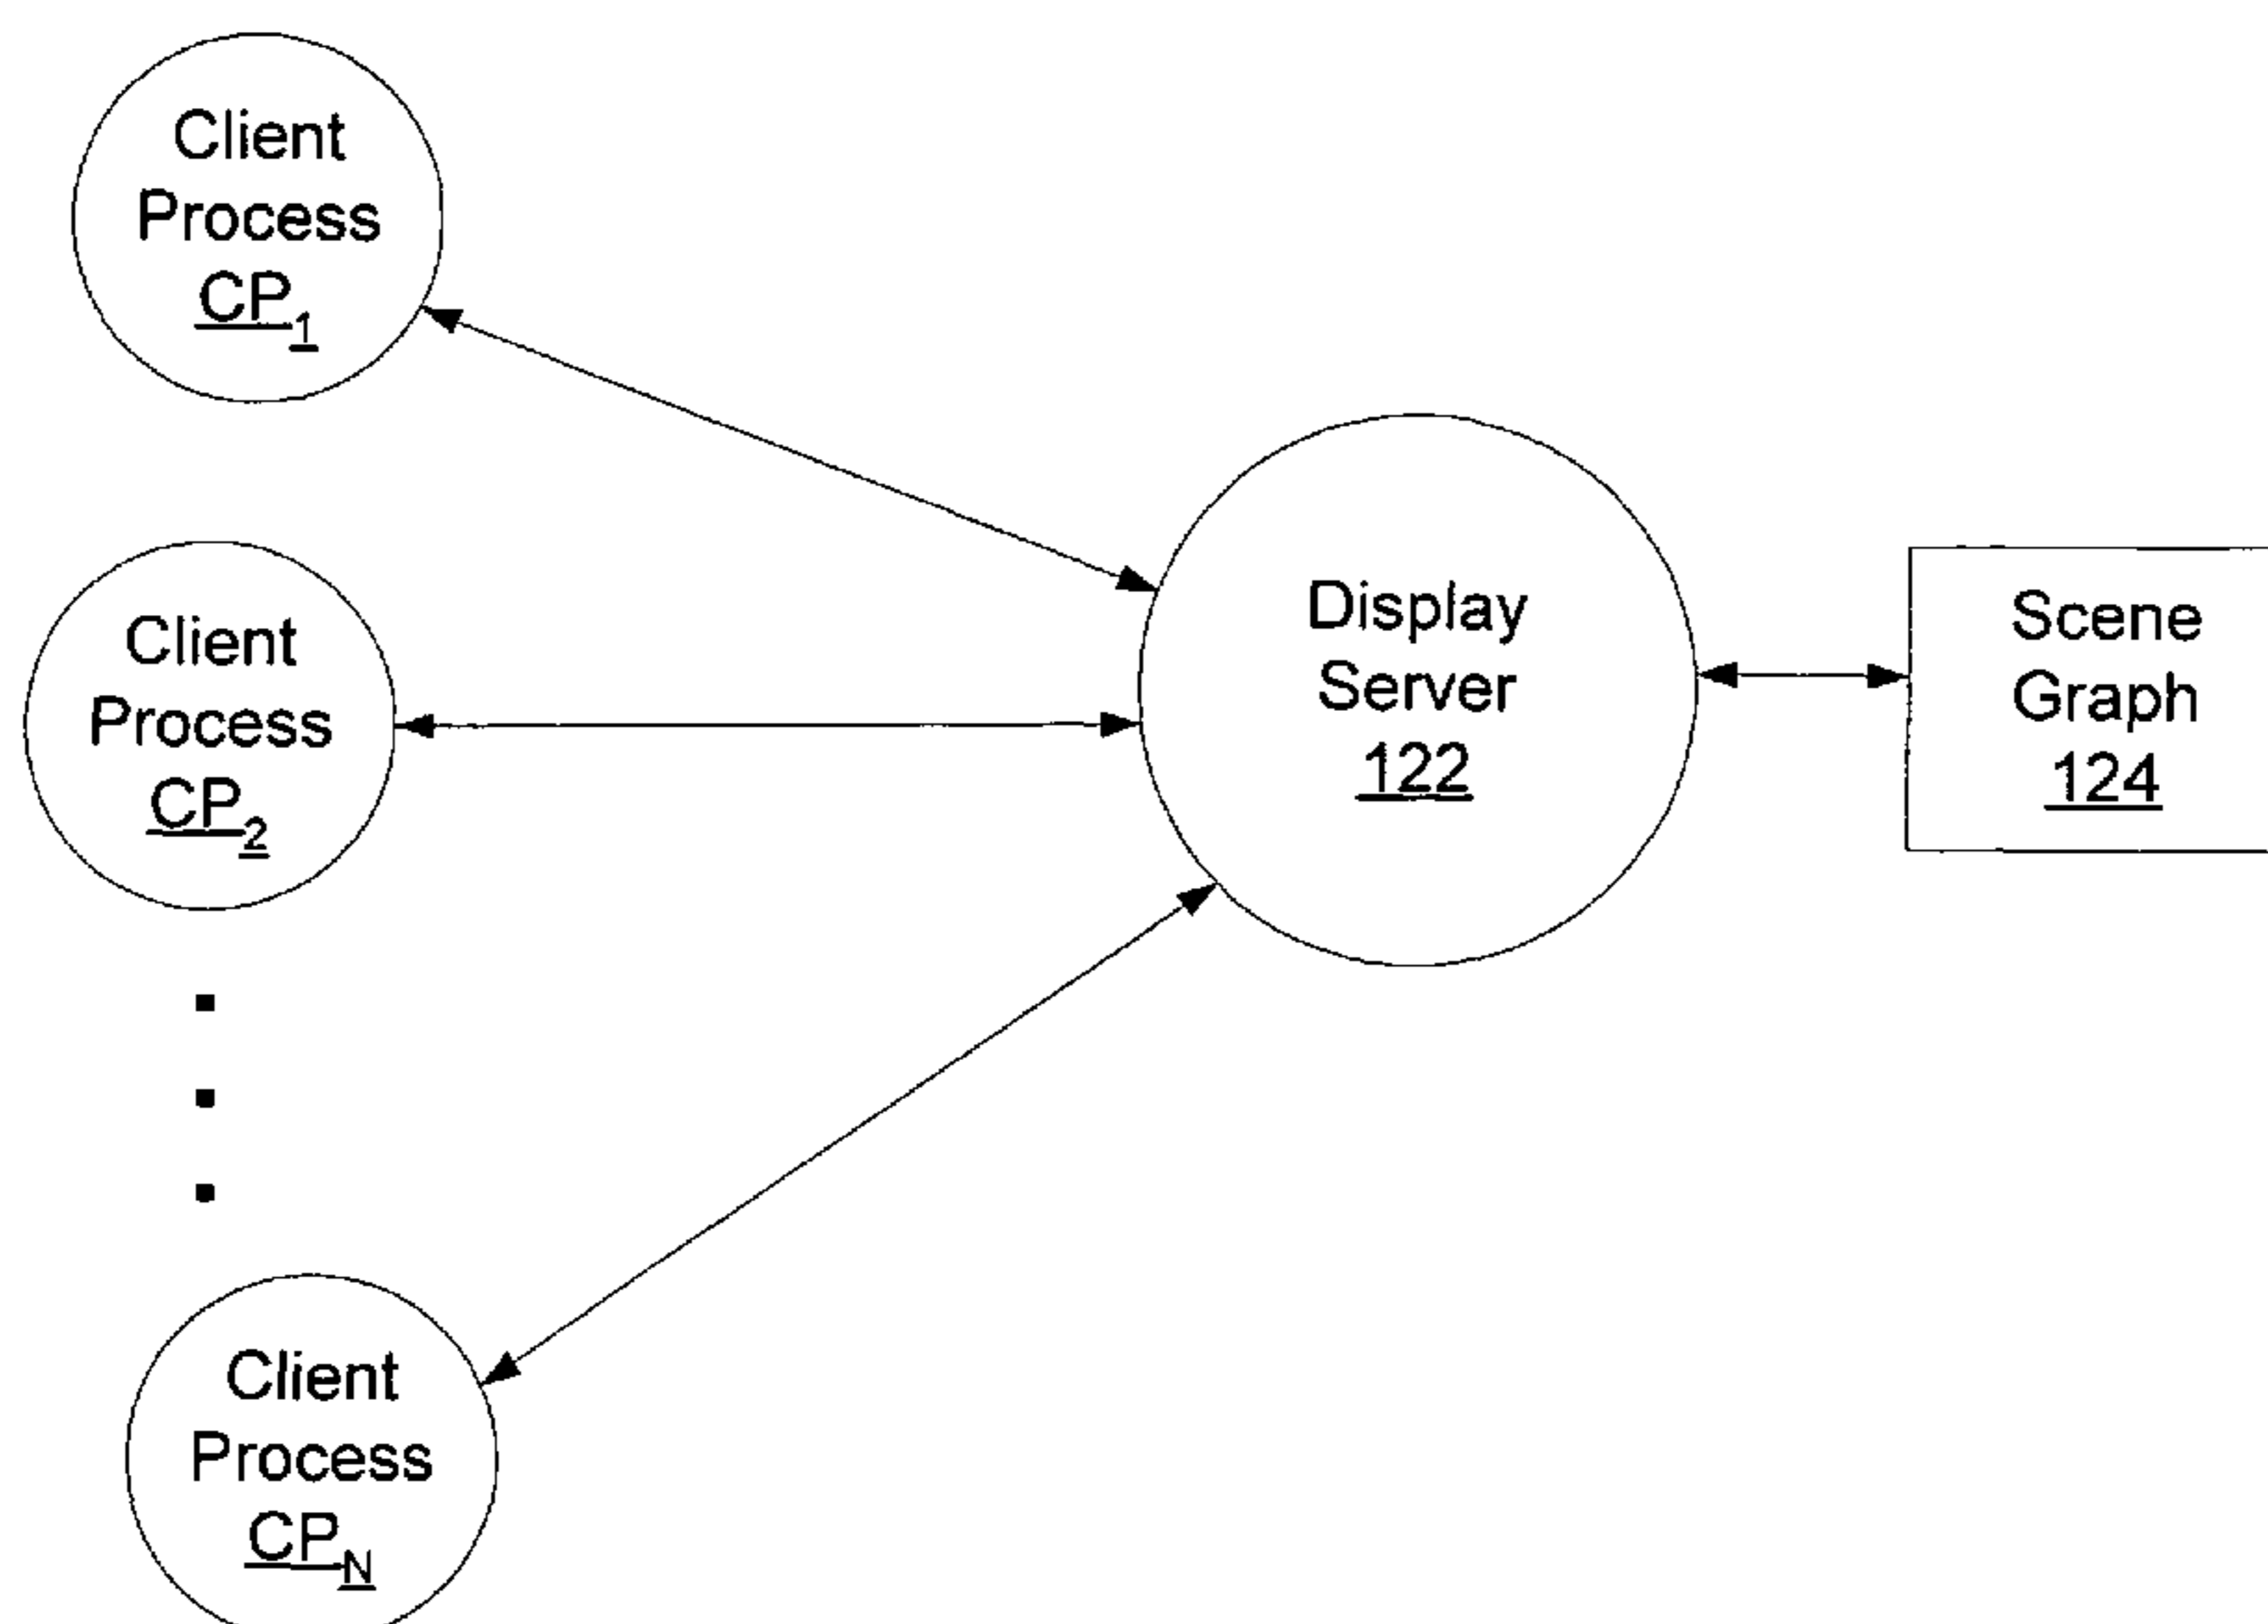 Client
Process
CP1
Client
Process
CP2
Display
Server
122
Scene
Graph
124
Client
Process
CPN